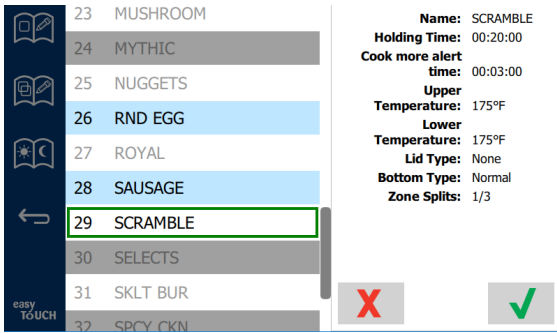 23 MUSHROOM
24 MYTHIC
25 NUGGETS
26 RND EGG
27 ROYAL
28 SAUSAGE
29 SCRAMBLE
30 SELECTS
31 SKLT BUR
32 SPCY CKN
easy
ToUCH
Name: SCRAMBLE
Holding Time: 00:20:00
Cook more alert
time: 00:03:00
Upper
Temperature: 175°F
Lower
Temperature: 175°F
Lid Type: None
Bottom Type: Normal
Zone Splits: 1/3
X